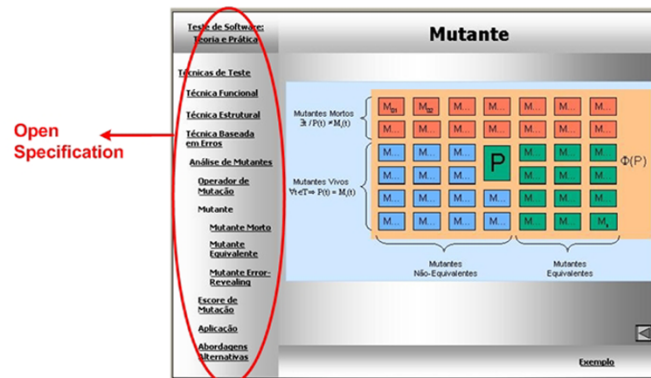 Teste de Software:
Teoria e Prática
Mutante
Técnicas de Teste
Técnica Funcional
Técnica Estrutural
Técnica Baseada
em Erros
Análise de Mutantes
Operador de
Mutação
Mutante
Mutante Morto
Mutante
Equivalente
Mutante Error-
Revealing
Escore de
Mutação
Aplicação
Abordagens
Alternativas
Open
Specification
Mutantes Mortos
∃t / P(t) ≠ Mᵢ(t)
Mutantes Vivos
∀t∈T ⇒ P(t) = Mᵢ(t)
M... M... M... M... M...
M... M... M... M... M... M... M...
M... M... M... M... M...
P
Φ(P)
M... M... M... M... M...
M... M... M... M... M... M... M...
M... M... M... M... M... M...
Mutantes
Não-Equivalentes
Mutantes
Equivalentes
Exemplo